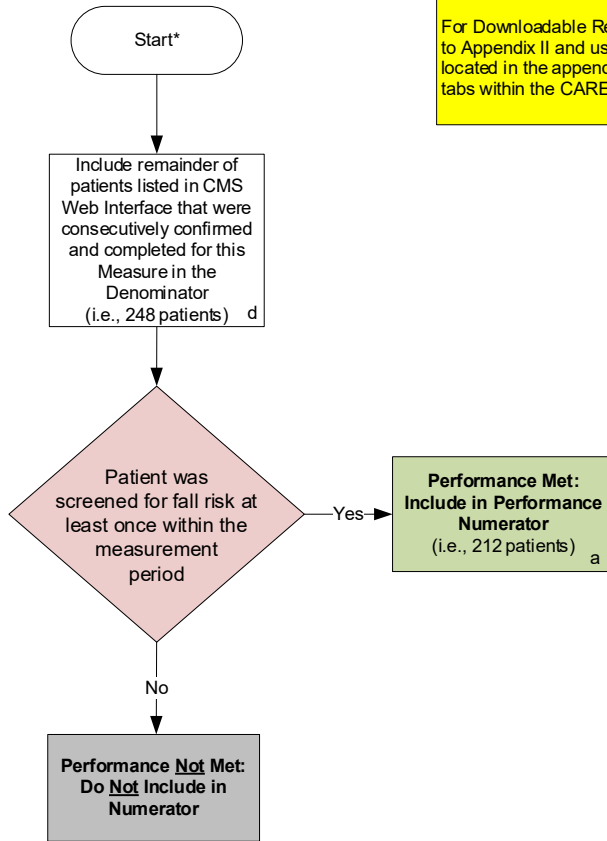 Start*
For Downloadable Re
to Appendix II and us
located in the append
tabs within the CARE
Include remainder of
patients listed in CMS
Web Interface that were
consecutively confirmed
and completed for this
Measure in the
Denominator
(i.e., 248 patients) d
Patient was
screened for fall risk at
least once within the
measurement
period
Yes
Performance Met:
Include in Performance
Numerator
(i.e., 212 patients)
a
No
Performance Not Met:
Do Not Include in
Numerator